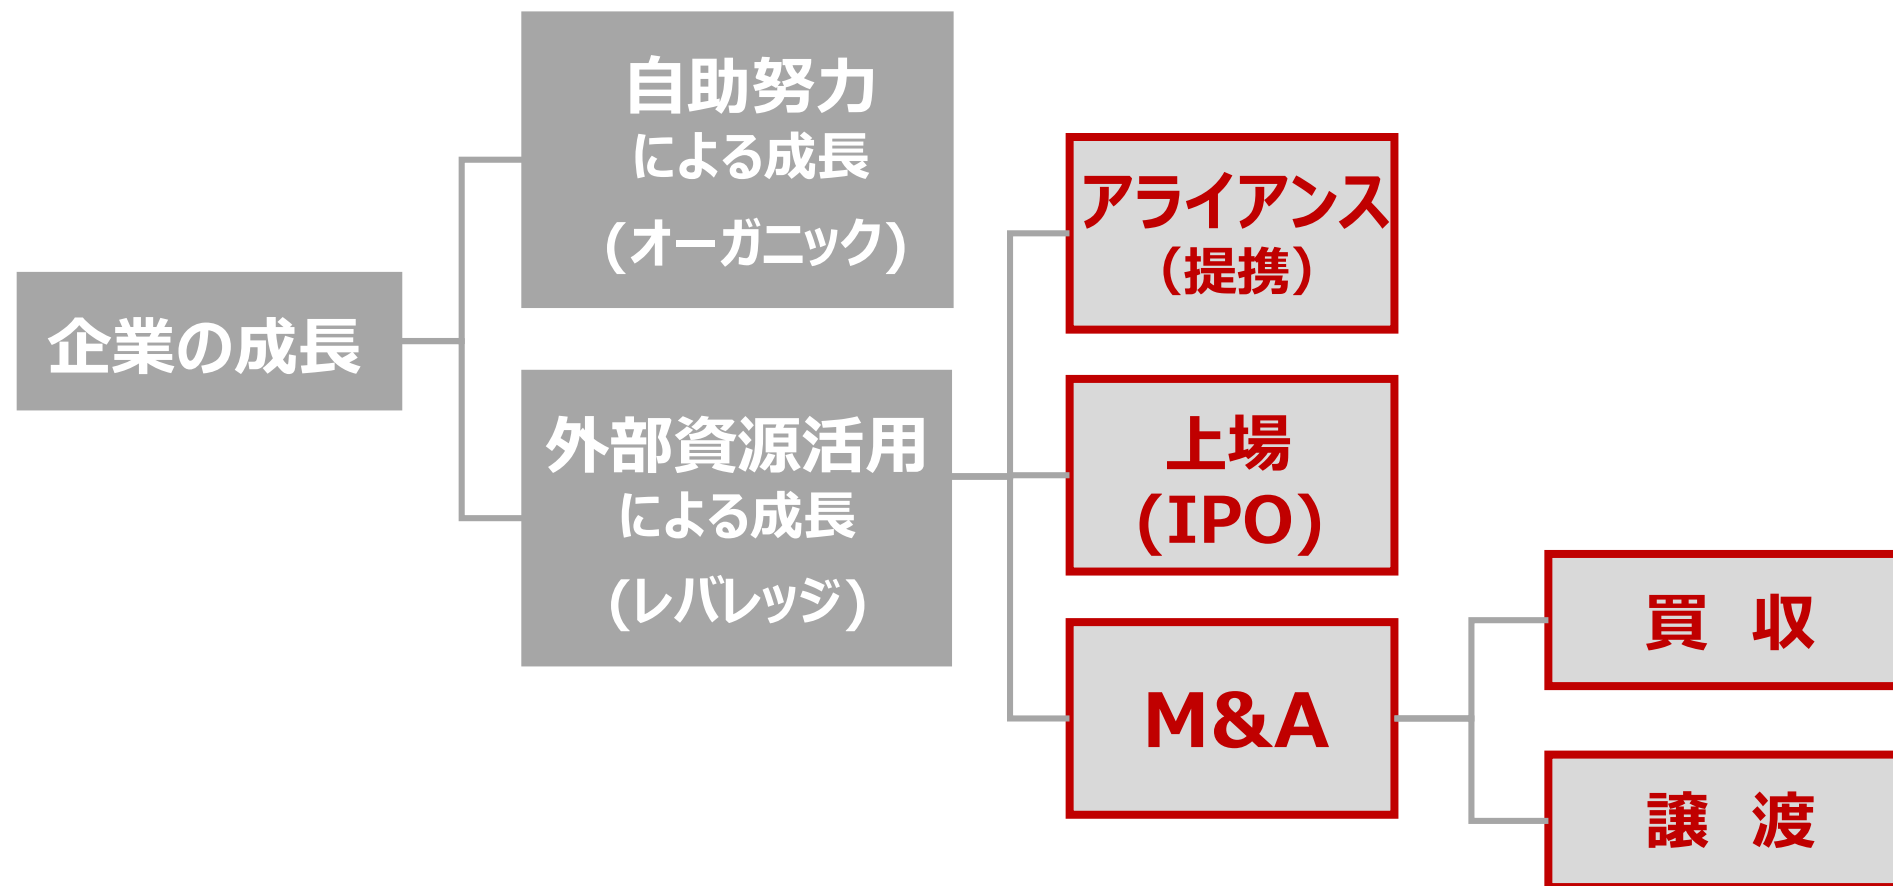 企業の成長
自助努力
による成長
(オーガニック)
外部資源活用
による成長
(レバレッジ)
アライアンス
（提携）
上場
(IPO)
M&A
買 収
譲 渡